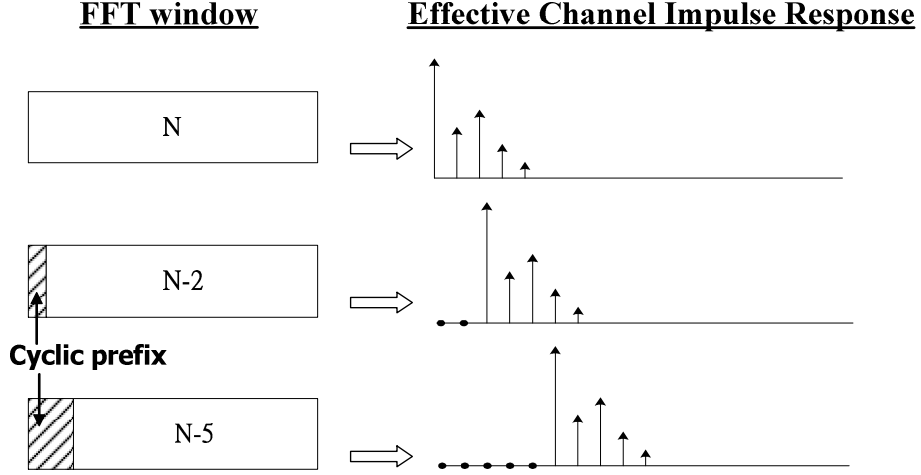 FFT window
Effective Channel Impulse Response
N
N-2
Cyclic prefix
N-5